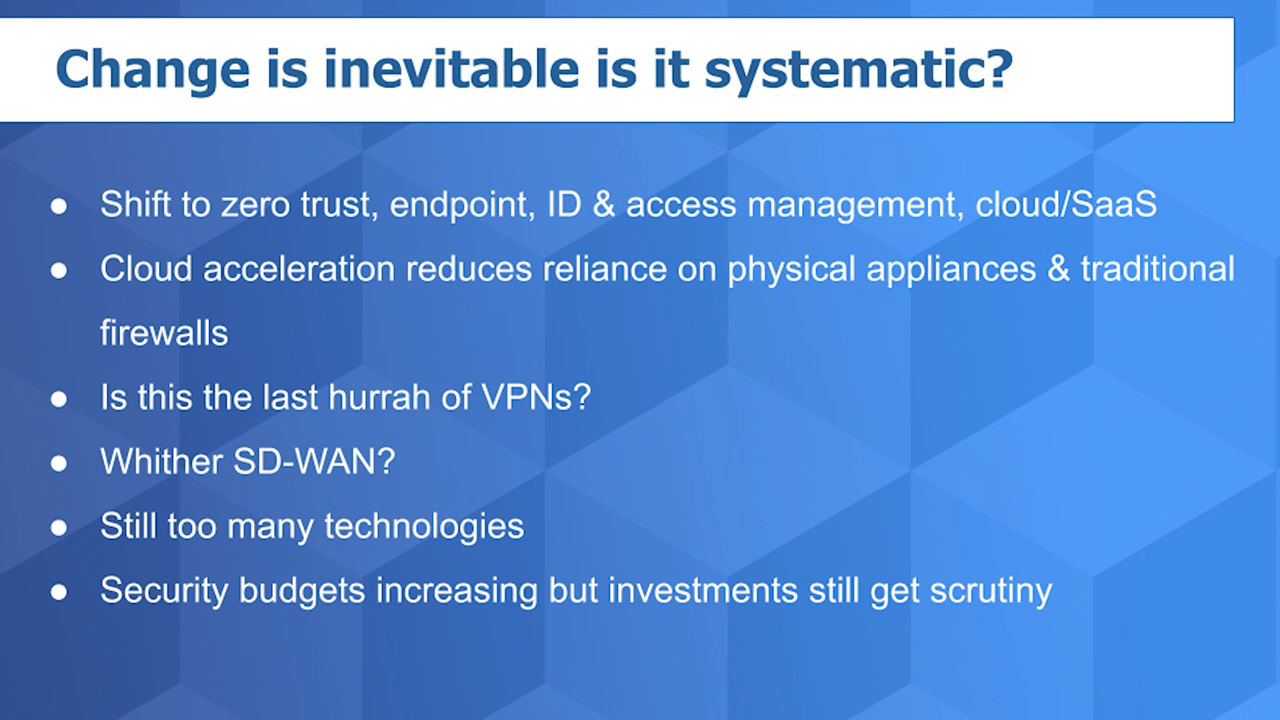 Change is inevitable is it systematic?
● Shift to zero trust, endpoint, ID & access management, cloud/SaaS
● Cloud acceleration reduces reliance on physical appliances & traditional
firewalls
● Is this the last hurrah of VPNs?
● Whither SD-WAN?
● Still too many technologies
● Security budgets increasing but investments still get scrutiny